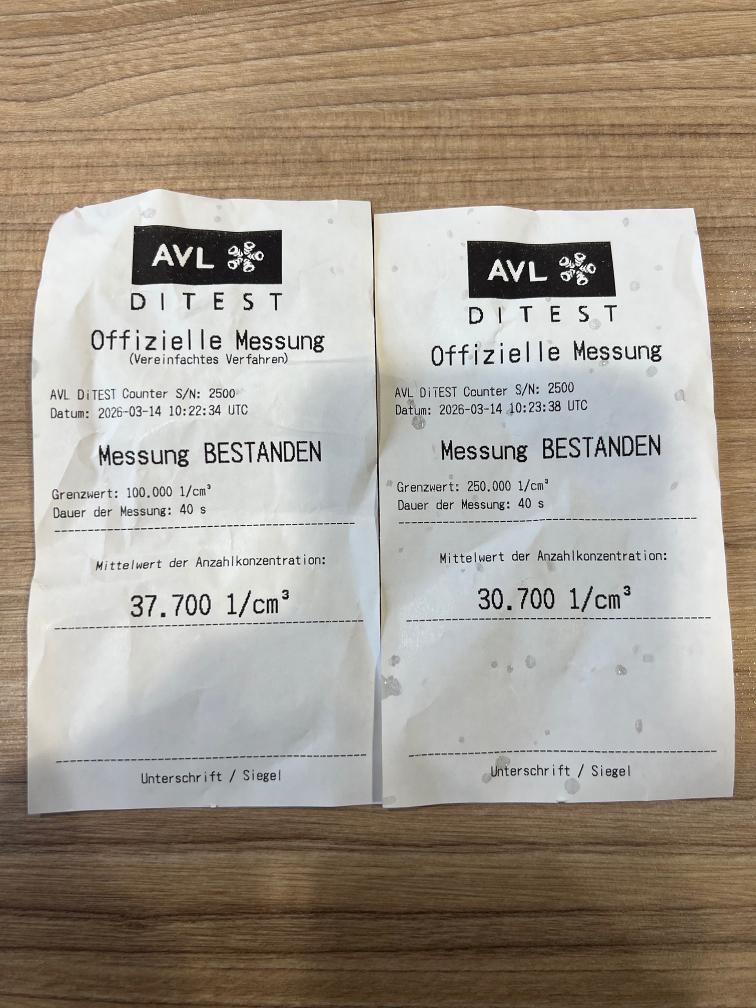 AVL
DITEST
Offizielle Messung
(Vereinfachtes Verfahren)
AVL DiTEST Counter S/N: 2500
Datum: 2026-03-14 10:22:34 UTC
Messung BESTANDEN
Grenzwert: 100.000 1/cm³
Dauer der Messung: 40 s
Mittelwert der Anzahlkonzentration:
37.700 1/cm³
Unterschrift / Siegel
AVL
DITEST
Offizielle Messung
AVL DiTEST Counter S/N: 2500
Datum: 2026-03-14 10:23:38 UTC
Messung BESTANDEN
Grenzwert: 250.000 1/cm³
Dauer der Messung: 40 s
Mittelwert der Anzahlkonzentration:
30.700 1/cm³
Unterschrift / Siegel